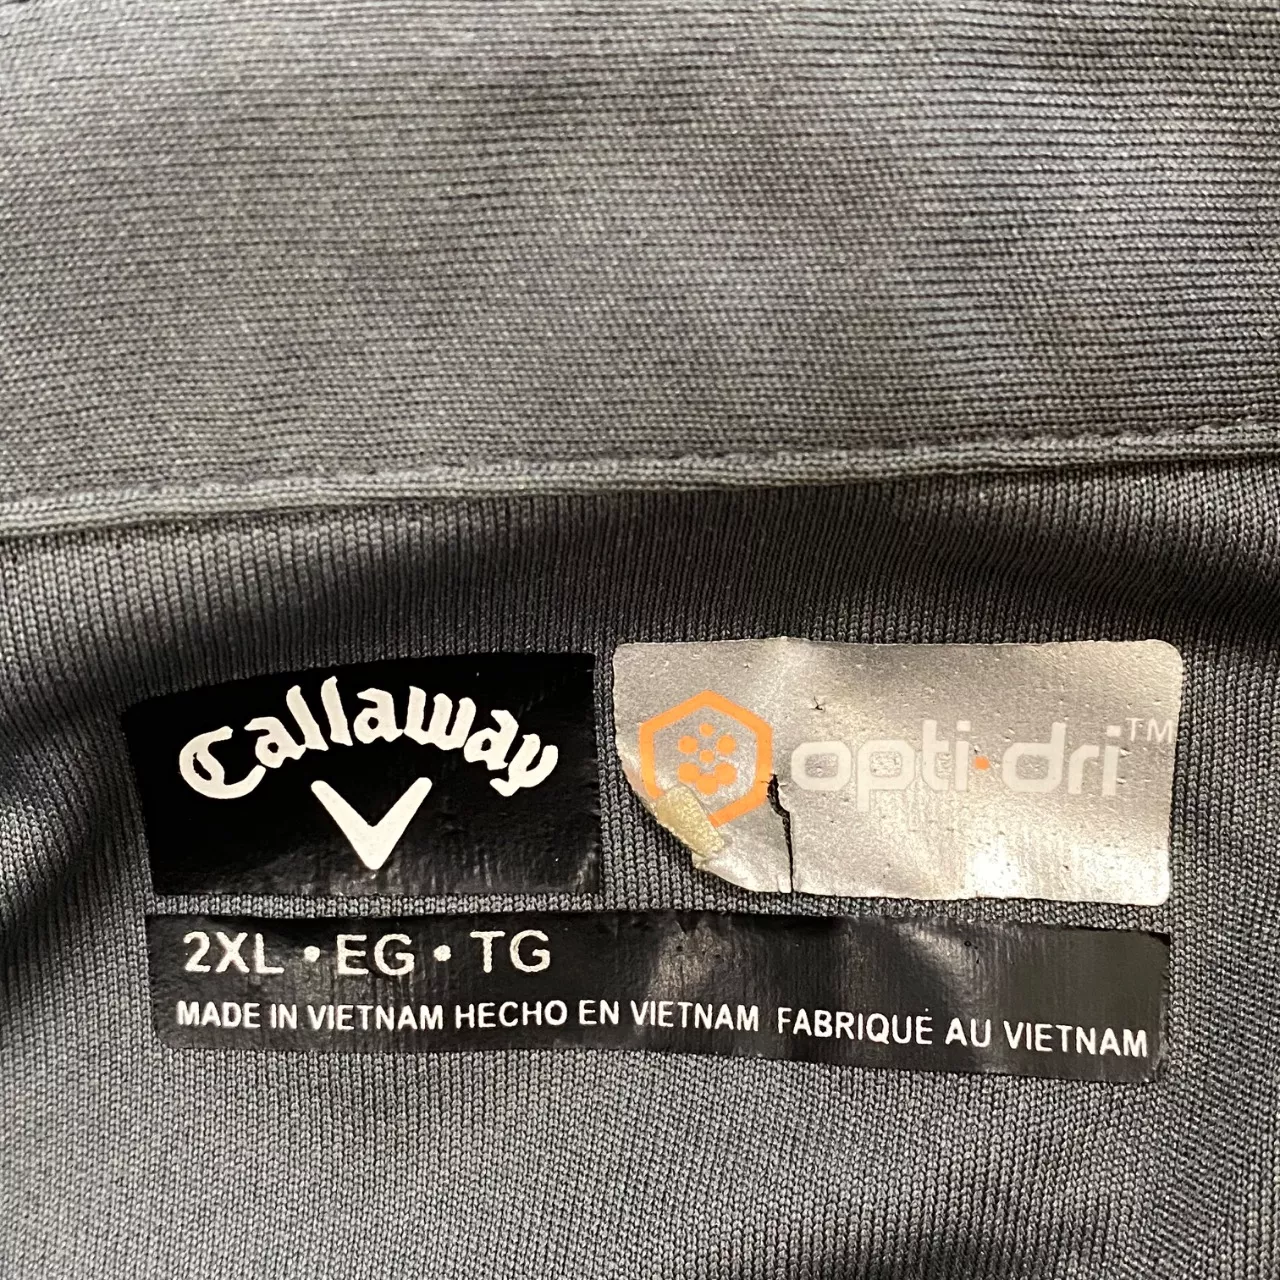 Callaway
opti·dri™
2XL • EG • TG
MADE IN VIETNAM HECHO EN VIETNAM FABRIQUÉ AU VIETNAM